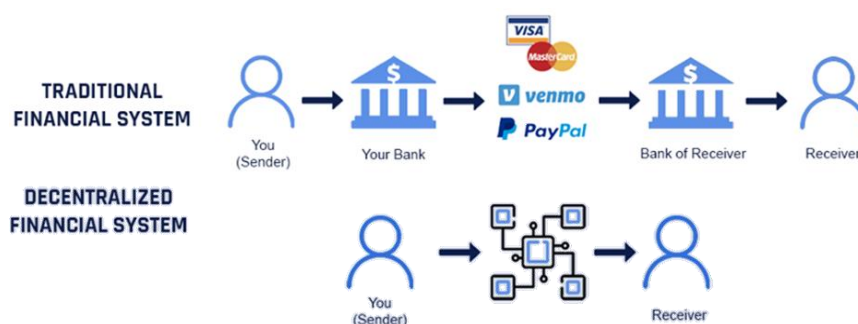 TRADITIONAL
FINANCIAL SYSTEM
You
(Sender)
$
Your Bank
VISA
MasterCard
V venmo
P PayPal
$
Bank of Receiver
Receiver
DECENTRALIZED
FINANCIAL SYSTEM
You
(Sender)
Receiver